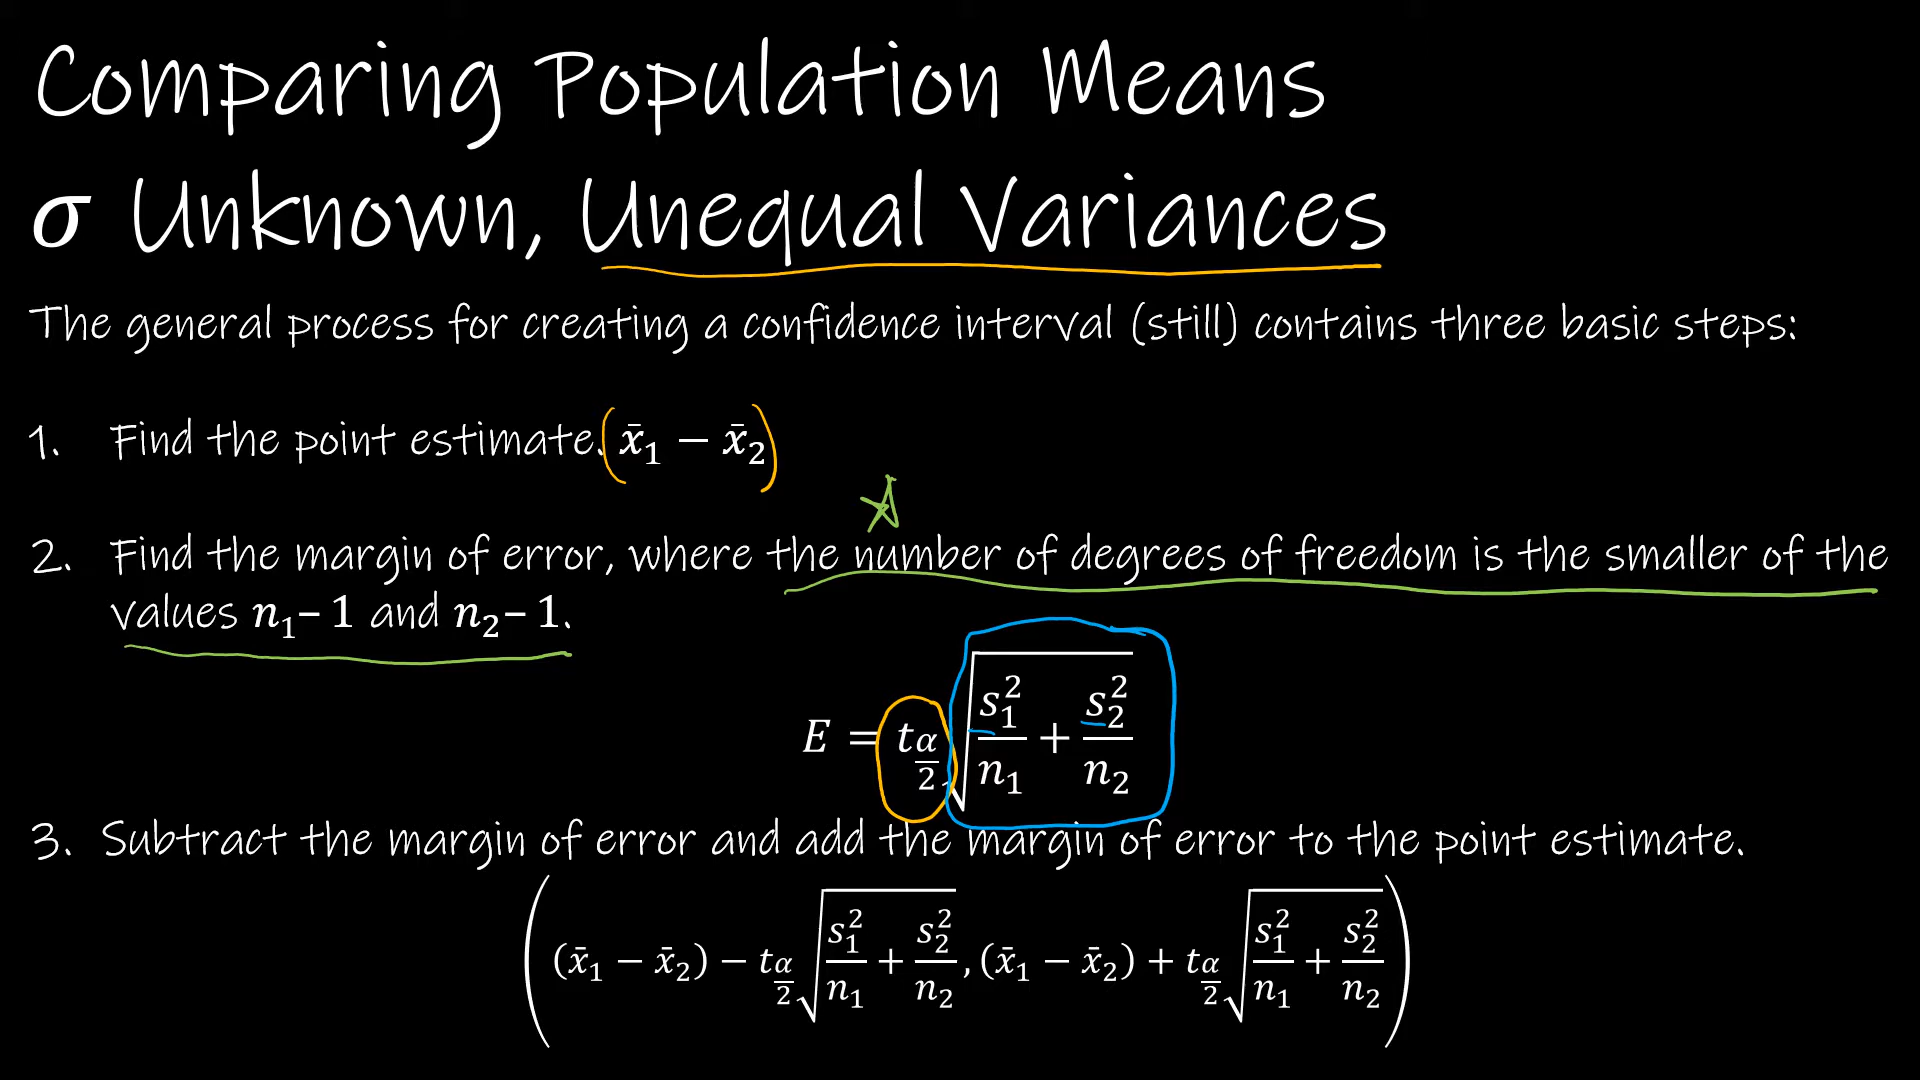 Comparing Population Means
σ Unknown, Unequal Variances
The general process for creating a confidence interval (still) contains three basic steps:
1. Find the point estimate. (x̄₁ − x̄₂)
2. Find the margin of error, where the number of degrees of freedom is the smaller of the
values n₁– 1 and n₂– 1.
E = t_{α/2} √(s₁²/n₁ + s₂²/n₂)
3. Subtract the margin of error and add the margin of error to the point estimate.
((x̄₁ − x̄₂) − t_{α/2} √(s₁²/n₁ + s₂²/n₂), (x̄₁ − x̄₂) + t_{α/2} √(s₁²/n₁ + s₂²/n₂))